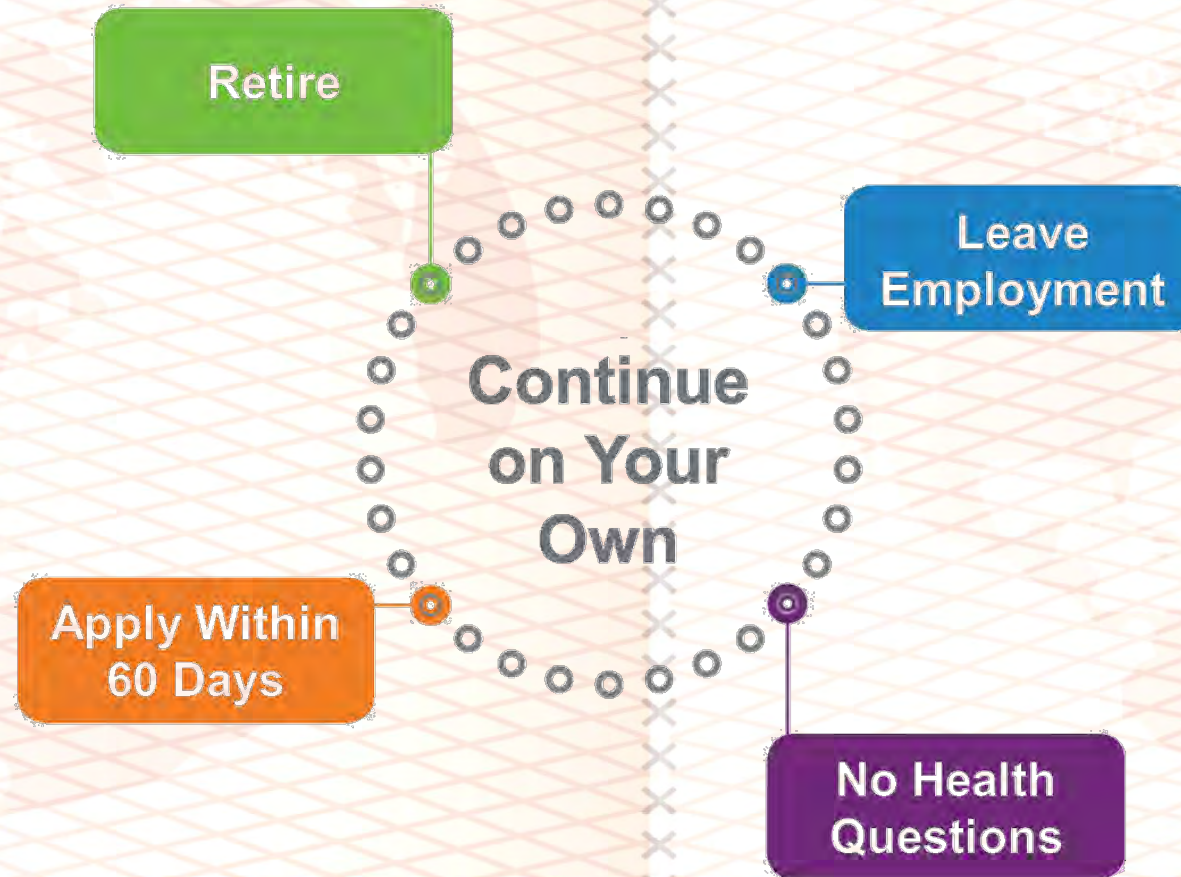 Retire
Leave
Employment
Continue
on Your
Own
Apply Within
60 Days
No Health
Questions